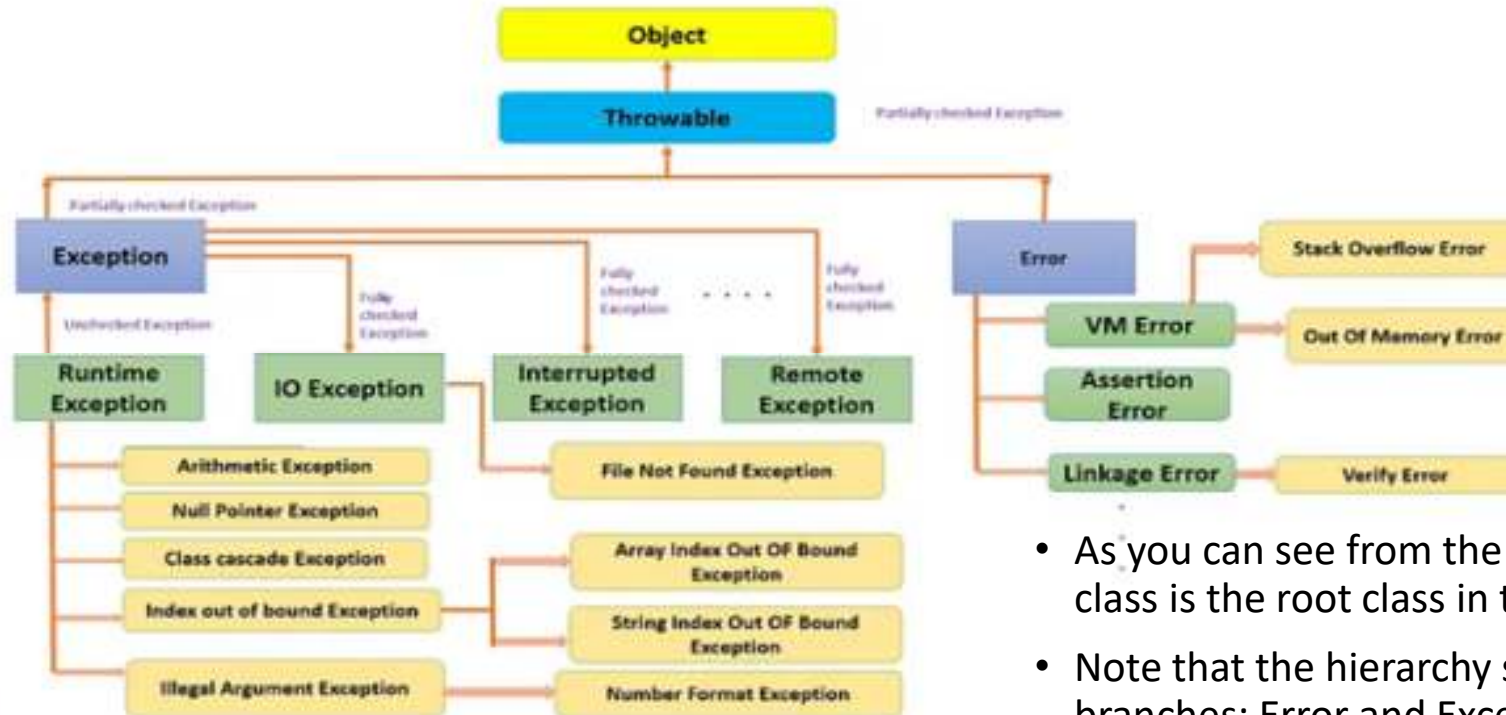 Object
Throwable
Partially checked Exception
Partially checked Exception
Exception
Error
Stack Overflow Error
Fully
checked
Exception
Fully
checked
Exception
. . . .
Fully
checked
Exception
Unchecked Exception
VM Error
Out Of Memory Error
Runtime
Exception
IO Exception
Interrupted
Exception
Remote
Exception
Assertion
Error
Arithmetic Exception
File Not Found Exception
Linkage Error
Verify Error
Null Pointer Exception
Class cascade Exception
Array Index Out OF Bound
Exception
Index out of bound Exception
String Index Out OF Bound
Exception
Illegal Argument Exception
Number Format Exception
• As you can see from the
class is the root class in
• Note that the hierarchy
branches: Error and